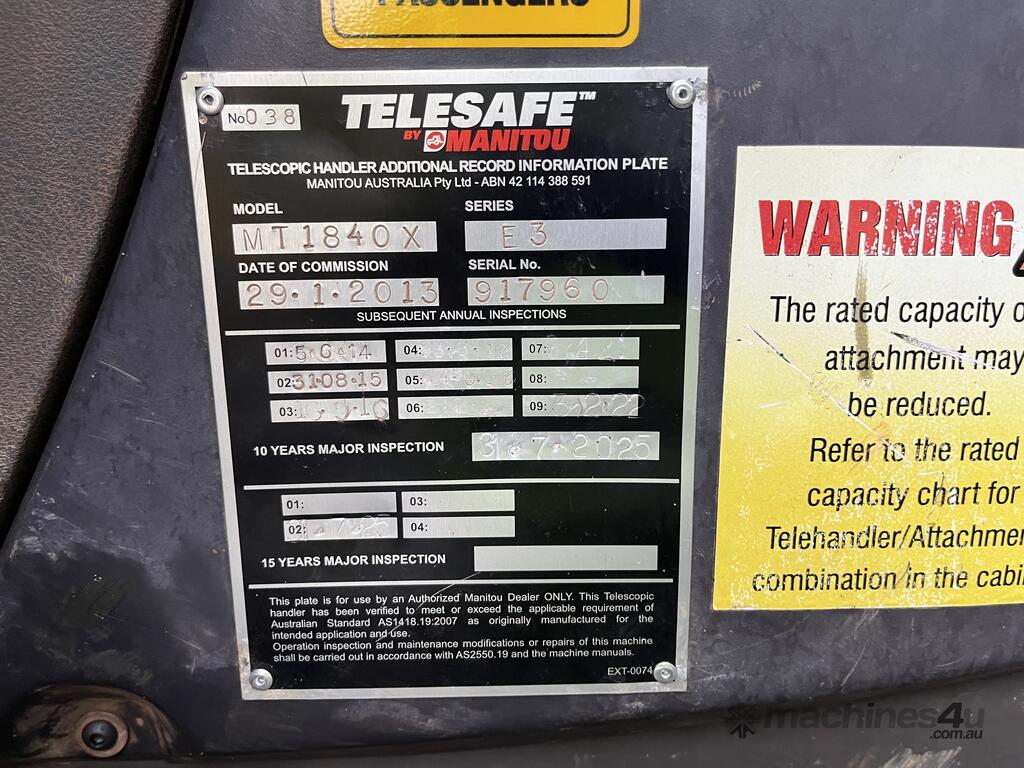 PASSENGERS
No 038
TELESAFE™
BY MANITOU
TELESCOPIC HANDLER ADDITIONAL RECORD INFORMATION PLATE
MANITOU AUSTRALIA Pty Ltd - ABN 42 114 388 591
MODEL SERIES
MT1840X E3
DATE OF COMMISSION SERIAL No.
29·1·2013 917960
SUBSEQUENT ANNUAL INSPECTIONS
01: 5·6·14 04: 07:
02: 31·08·15 05: 08:
03: 06: 09: 3·2·22
10 YEARS MAJOR INSPECTION 31·7·2025
01: 03:
02: 04:
15 YEARS MAJOR INSPECTION
This plate is for use by an Authorized Manitou Dealer ONLY. This Telescopic
handler has been verified to meet or exceed the applicable requirement of
Australian Standard AS1418.19:2007 as originally manufactured for the
intended application and use.
Operation inspection and maintenance modifications or repairs of this machine
shall be carried out in accordance with AS2550.19 and the machine manuals.
EXT-0074
WARNING
The rated capacity o
attachment may
be reduced.
Refer to the rated
capacity chart for
Telehandler/Attachmen
combination in the cabi
machines4u
.com.au